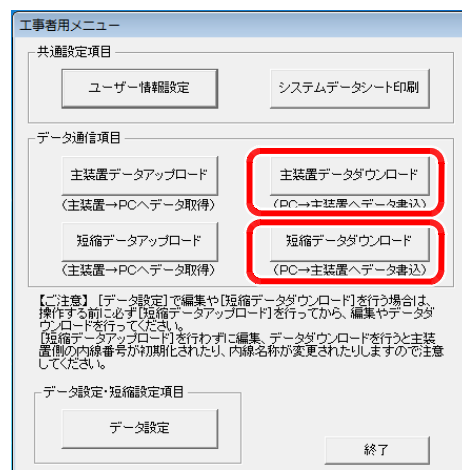 工事者用メニュー
共通設定項目
ユーザー情報設定 システムデータシート印刷
データ通信項目
主装置データアップロード 主装置データダウンロード
(主装置→PCへデータ取得) (PC→主装置へデータ書込)
短縮データアップロード 短縮データダウンロード
(主装置→PCへデータ取得) (PC→主装置へデータ書込)
【ご注意】 [データ設定]で編集や[短縮データダウンロード]を行う場合は、
操作する前に必ず[短縮データアップロード]を行ってから、編集やデータダ
ウンロードを行ってください。
[短縮データアップロード]を行わずに編集、データダウンロードを行うと主装
置側の内線番号が初期化されたり、内線名称が変更されたりしますので注意
してください。
データ設定・短縮設定項目
データ設定
終了